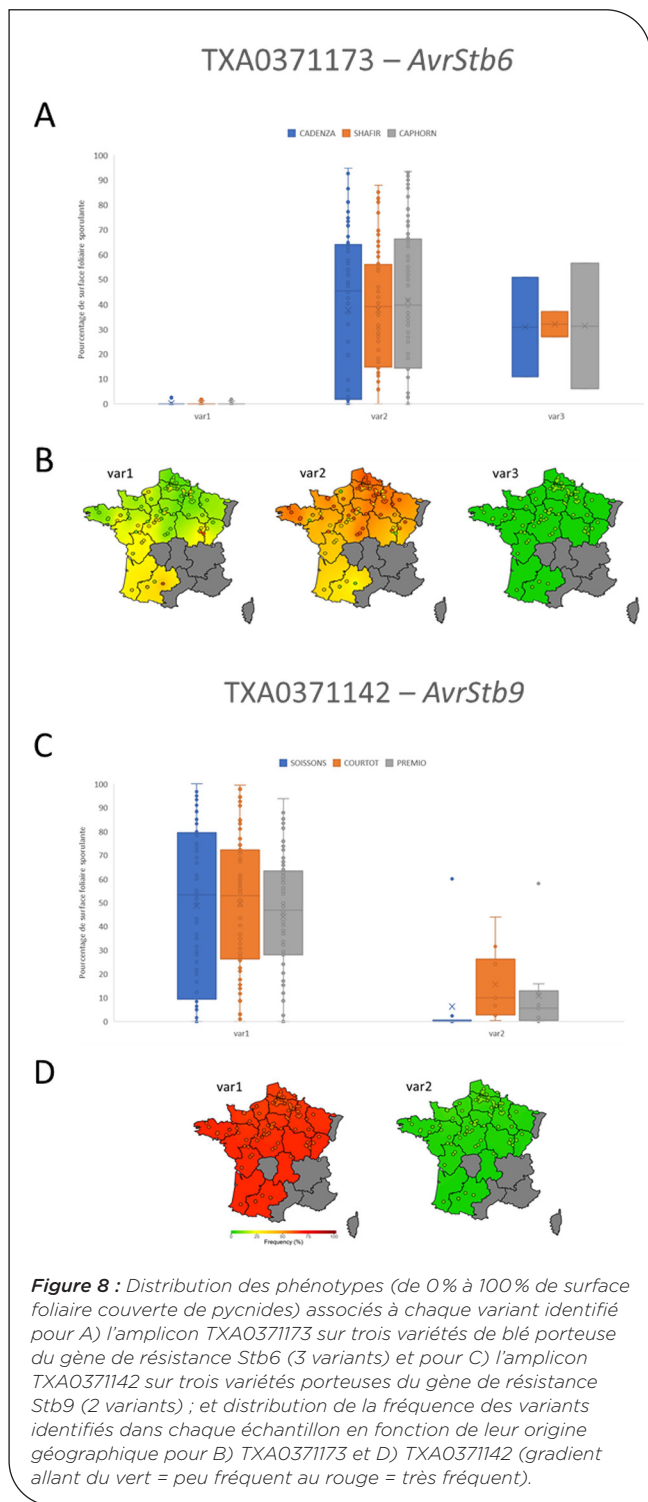 TXA0371173 – AvrStb6
A
CADENZA SHAFIR CAPHORN
Pourcentage de surface foliaire sporulante
100
90
80
70
60
50
40
30
20
10
0
var1 var2 var3
B
var1 var2 var3
TXA0371142 – AvrStb9
C
SOISSONS COURTOT PREMIO
Pourcentage de surface foliaire sporulante
100
90
80
70
60
50
40
30
20
10
0
var1 var2
D
var1 var2
0 25 50 75 100
Frequency (%)
Figure 8 : Distribution des phénotypes (de 0 % à 100 % de surface
foliaire couverte de pycnides) associés à chaque variant identifié
pour A) l'amplicon TXA0371173 sur trois variétés de blé porteuse
du gène de résistance Stb6 (3 variants) et pour C) l'amplicon
TXA0371142 sur trois variétés porteuses du gène de résistance
Stb9 (2 variants) ; et distribution de la fréquence des variants
identifiés dans chaque échantillon en fonction de leur origine
géographique pour B) TXA0371173 et D) TXA0371142 (gradient
allant du vert = peu fréquent au rouge = très fréquent).